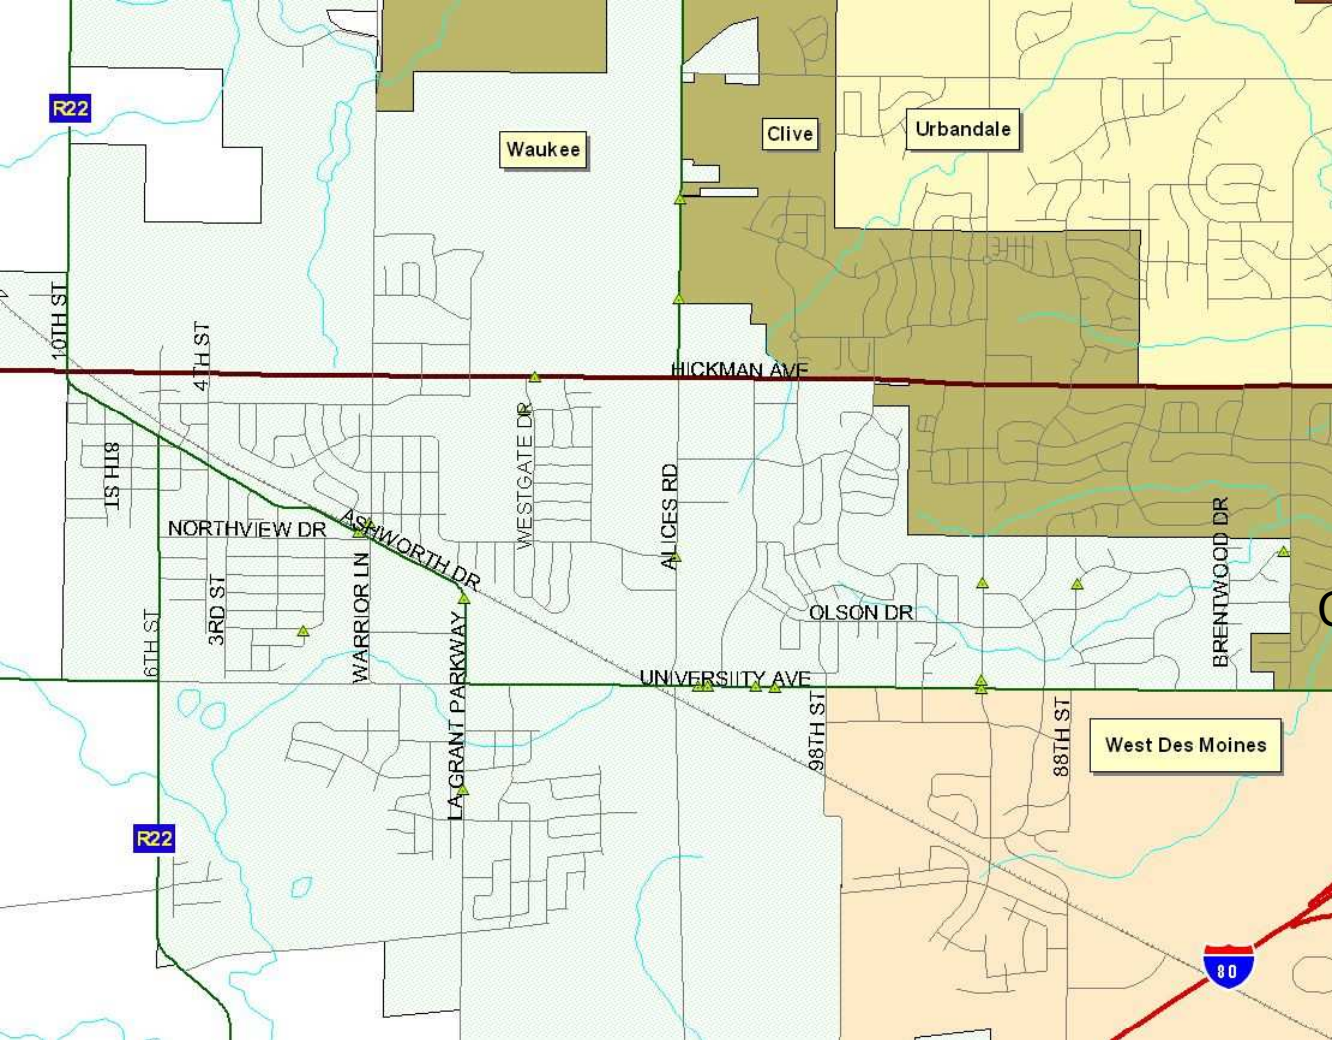 R22
Waukee
Clive
Urbandale
10TH ST
4TH ST
HICKMAN AVE
8TH ST
WESTGATE DR
ALICES RD
NORTHVIEW DR
ASHWORTH DR
BRENTWOOD DR
3RD ST
WARRIOR LN
6TH ST
LA GRANT PARKWAY
OLSON DR
UNIVERSIITY AVE
98TH ST
88TH ST
West Des Moines
R22
80